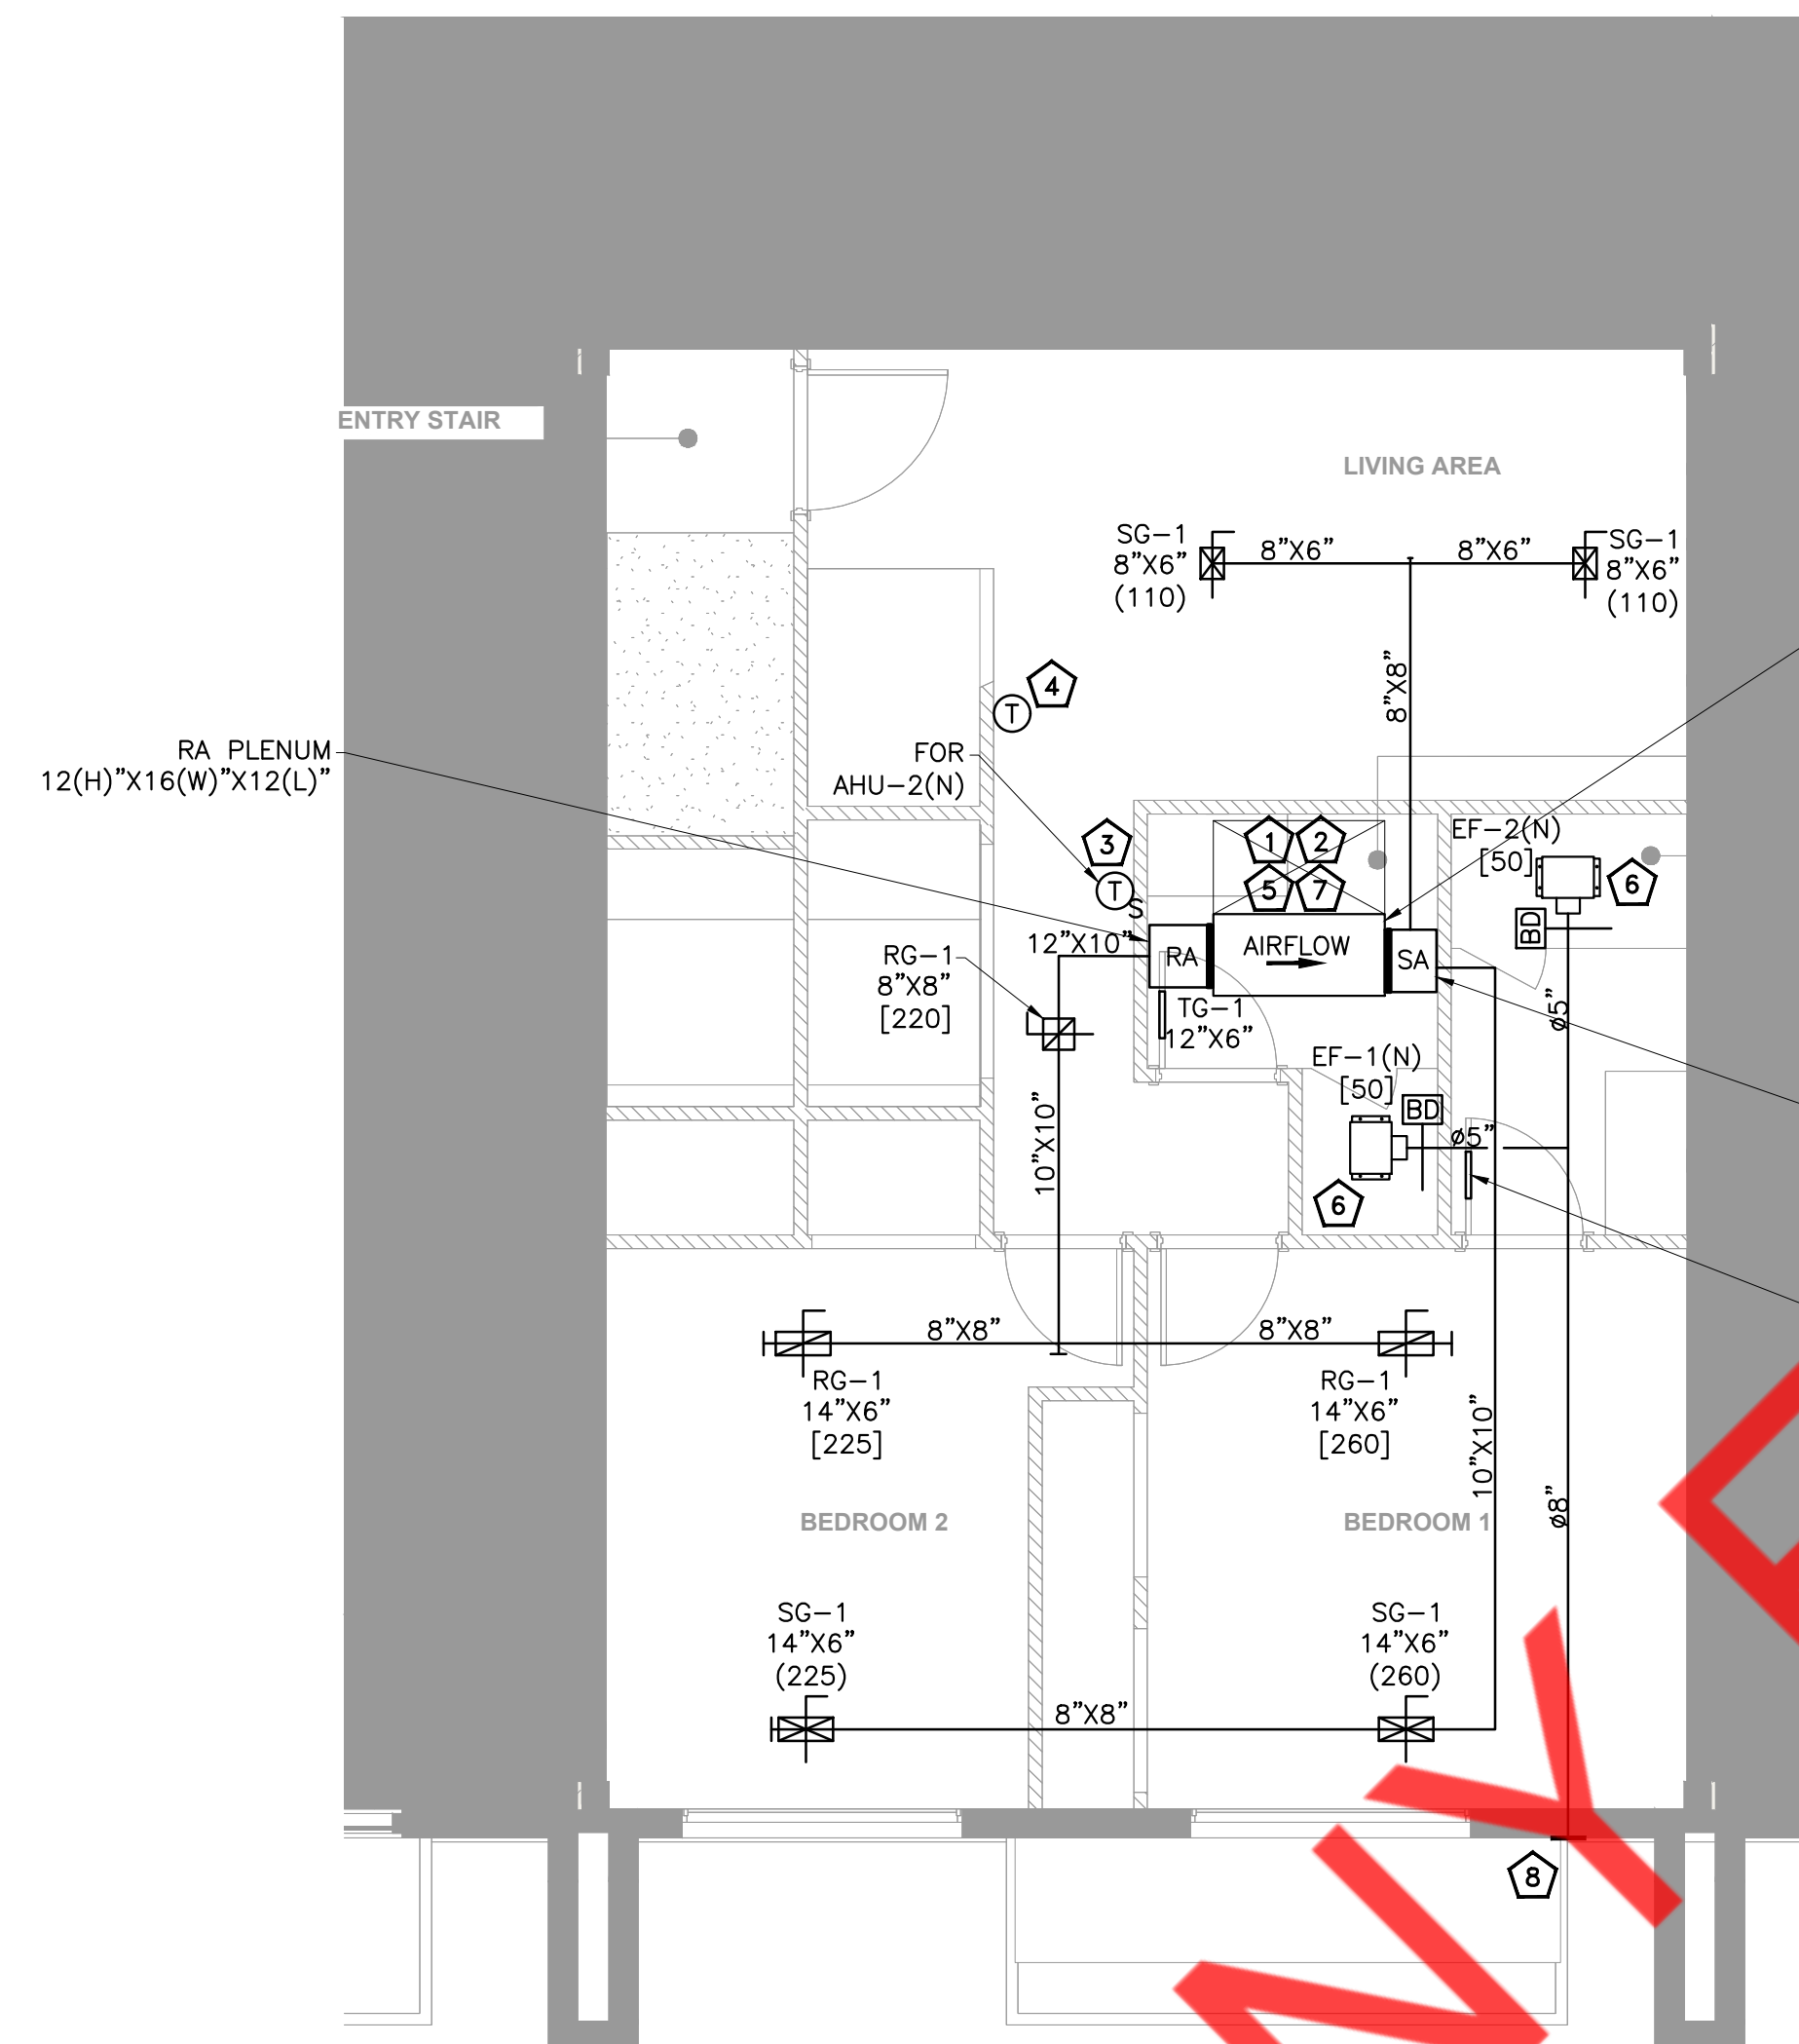 ENTRY STAIR
LIVING AREA
SG-1
8"X6"
(110)
8"X6"
8"X6"
SG-1
8"X6"
(110)
8"X8"
4
T
RA PLENUM
12(H)"X16(W)"X12(L)"
FOR
AHU-2(N)
3
T
S
1
2
5
7
EF-2(N)
[50]
6
BD
12"X10"
RA
AIRFLOW
SA
RG-1
8"X8"
[220]
TG-1
12"X6"
ø5"
EF-1(N)
[50]
BD
ø5"
6
10"X10"
8"X8"
8"X8"
RG-1
14"X6"
[225]
RG-1
14"X6"
[260]
10"X10"
ø8"
BEDROOM 2
BEDROOM 1
SG-1
14"X6"
(225)
SG-1
14"X6"
(260)
8"X8"
8